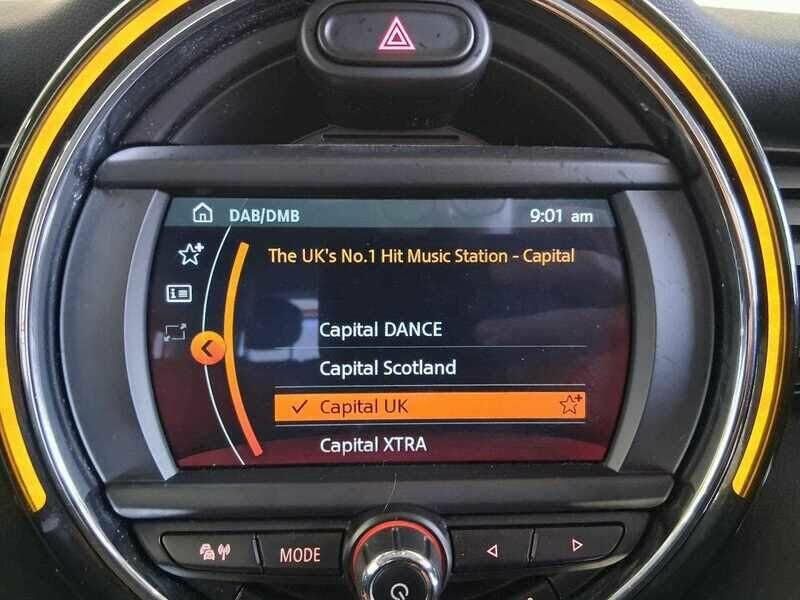 DAB/DMB 9:01 am
The UK's No.1 Hit Music Station - Capital
Capital DANCE
Capital Scotland
Capital UK
Capital XTRA
MODE